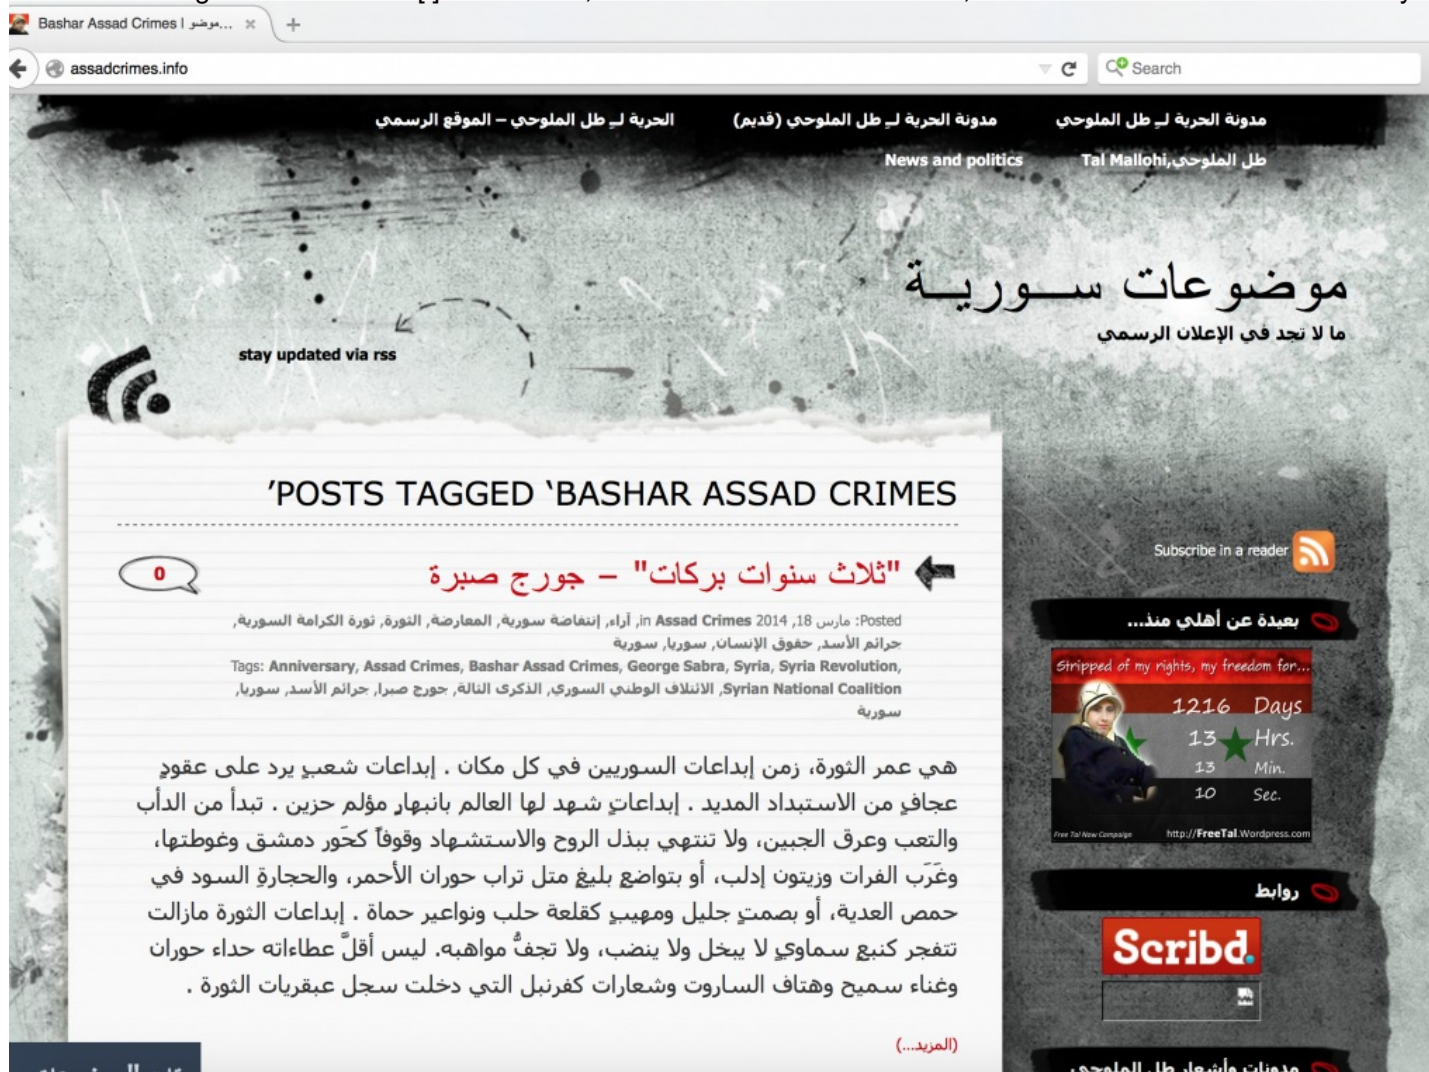 Bashar Assad Crimes | موضو...
assadcrimes.info
Search
مدونة الحرية لـِ طل الملوحي
مدونة الحرية لـِ طل الملوحي (قديم)
الحرية لـِ طل الملوحي – الموقع الرسمي
طل الملوحي,Tal Mallohi
News and politics
موضوعات ســورية
ما لا تجد في الإعلان الرسمي
stay updated via rss
'POSTS TAGGED ‘BASHAR ASSAD CRIMES
"ثلاث سنوات بركات" – جورج صبرة
0
Posted: مارس 18, 2014 in Assad Crimes, آراء, إنتفاضة سورية, المعارضة, الثورة, ثورة الكرامة السورية,
جرائم الأسد, حقوق الإنسان, سوريا, سورية
Tags: Anniversary, Assad Crimes, Bashar Assad Crimes, George Sabra, Syria, Syria Revolution,
Syrian National Coalition, الائتلاف الوطني السوري, الذكرى الثالة, جورج صبرا, جرائم الأسد, سوريا,
سورية
هي عمر الثورة، زمن إبداعات السوريين في كل مكان . إبداعات شعبٍ يرد على عقودٍ
عجافٍ من الاستبداد المديد . إبداعاتٍ شهد لها العالم بانبهارٍ مؤلم حزين . تبدأ من الدأب
والتعب وعرق الجبين، ولا تنتهي ببذل الروح والاستشهاد وقوفاً كحَور دمشق وغوطتها،
وغَرَب الفرات وزيتون إدلب، أو بتواضعٍ بليغ مثل تراب حوران الأحمر، والحجارةِ السود في
حمص العدية، أو بصمتٍ جليل ومهيبٍ كقلعة حلب ونواعير حماة . إبداعات الثورة مازالت
تتفجر كنبعٍ سماويٍ لا يبخل ولا ينضب، ولا تجفُّ مواهبه. ليس أقلَّ عطاءاته حداء حوران
وغناء سميح وهتاف الساروت وشعارات كفرنبل التي دخلت سجل عبقريات الثورة .
(المزيد...)
Subscribe in a reader
بعيدة عن أهلي منذ...
Stripped of my rights, my freedom for...
1216 Days
13 Hrs.
13 Min.
10 Sec.
Free Tal Now Campaign
http://FreeTal.Wordpress.com
روابط
Scribd.
مدونات وأشعار طل الملوحي